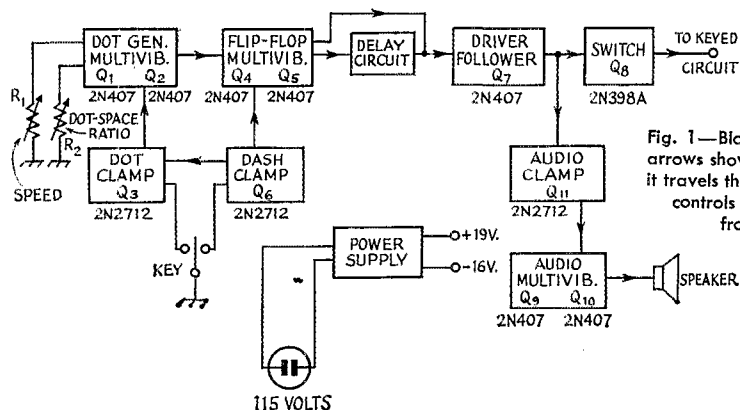 DOT GEN.
MULTIVIB.
Q1 Q2
2N407 2N407
FLIP-FLOP
MULTIVIB.
Q4 Q5
2N407 2N407
DELAY
CIRCUIT
DRIVER
FOLLOWER
Q7
2N407
SWITCH
Q8
2N398A
TO KEYED
CIRCUIT
R1
SPEED
DOT-SPACE
RATIO
R2
DOT
CLAMP
Q3
2N2712
DASH
CLAMP
Q6
2N2712
KEY
AUDIO
CLAMP
Q11
2N2712
Fig. 1—Blo
arrows show
it travels th
controls
fro
POWER
SUPPLY
+19V.
-16V.
115 VOLTS
AUDIO
MULTIVIB.
Q9 Q10
2N407 2N407
SPEAKER